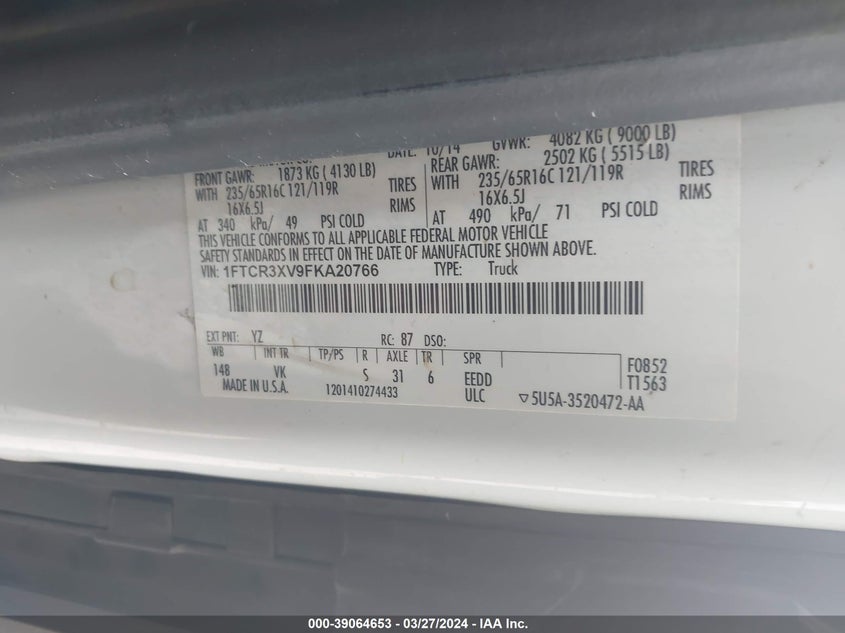 DATE: 10/14 GVWR: 4082 KG ( 9000 LB)
FRONT GAWR: 1873 KG ( 4130 LB) REAR GAWR: 2502 KG ( 5515 LB)
WITH 235/65R16C 121/119R TIRES WITH 235/65R16C 121/119R TIRES
16X6.5J RIMS 16X6.5J RIMS
AT 340 kPa/ 49 PSI COLD AT 490 kPa/ 71 PSI COLD
THIS VEHICLE CONFORMS TO ALL APPLICABLE FEDERAL MOTOR VEHICLE
SAFETY STANDARDS IN EFFECT ON THE DATE OF MANUFACTURE SHOWN ABOVE.
VIN: 1FTCR3XV9FKA20766 TYPE: Truck
EXT PNT: YZ RC: 87 DSO:
WB INT TR TP/PS R AXLE TR SPR
148 VK S 31 6 EEDD
F0852
T1563
MADE IN U.S.A. 1201410274433 ULC ▽5U5A-3520472-AA
000-39064653 - 03/27/2024 - IAA Inc.